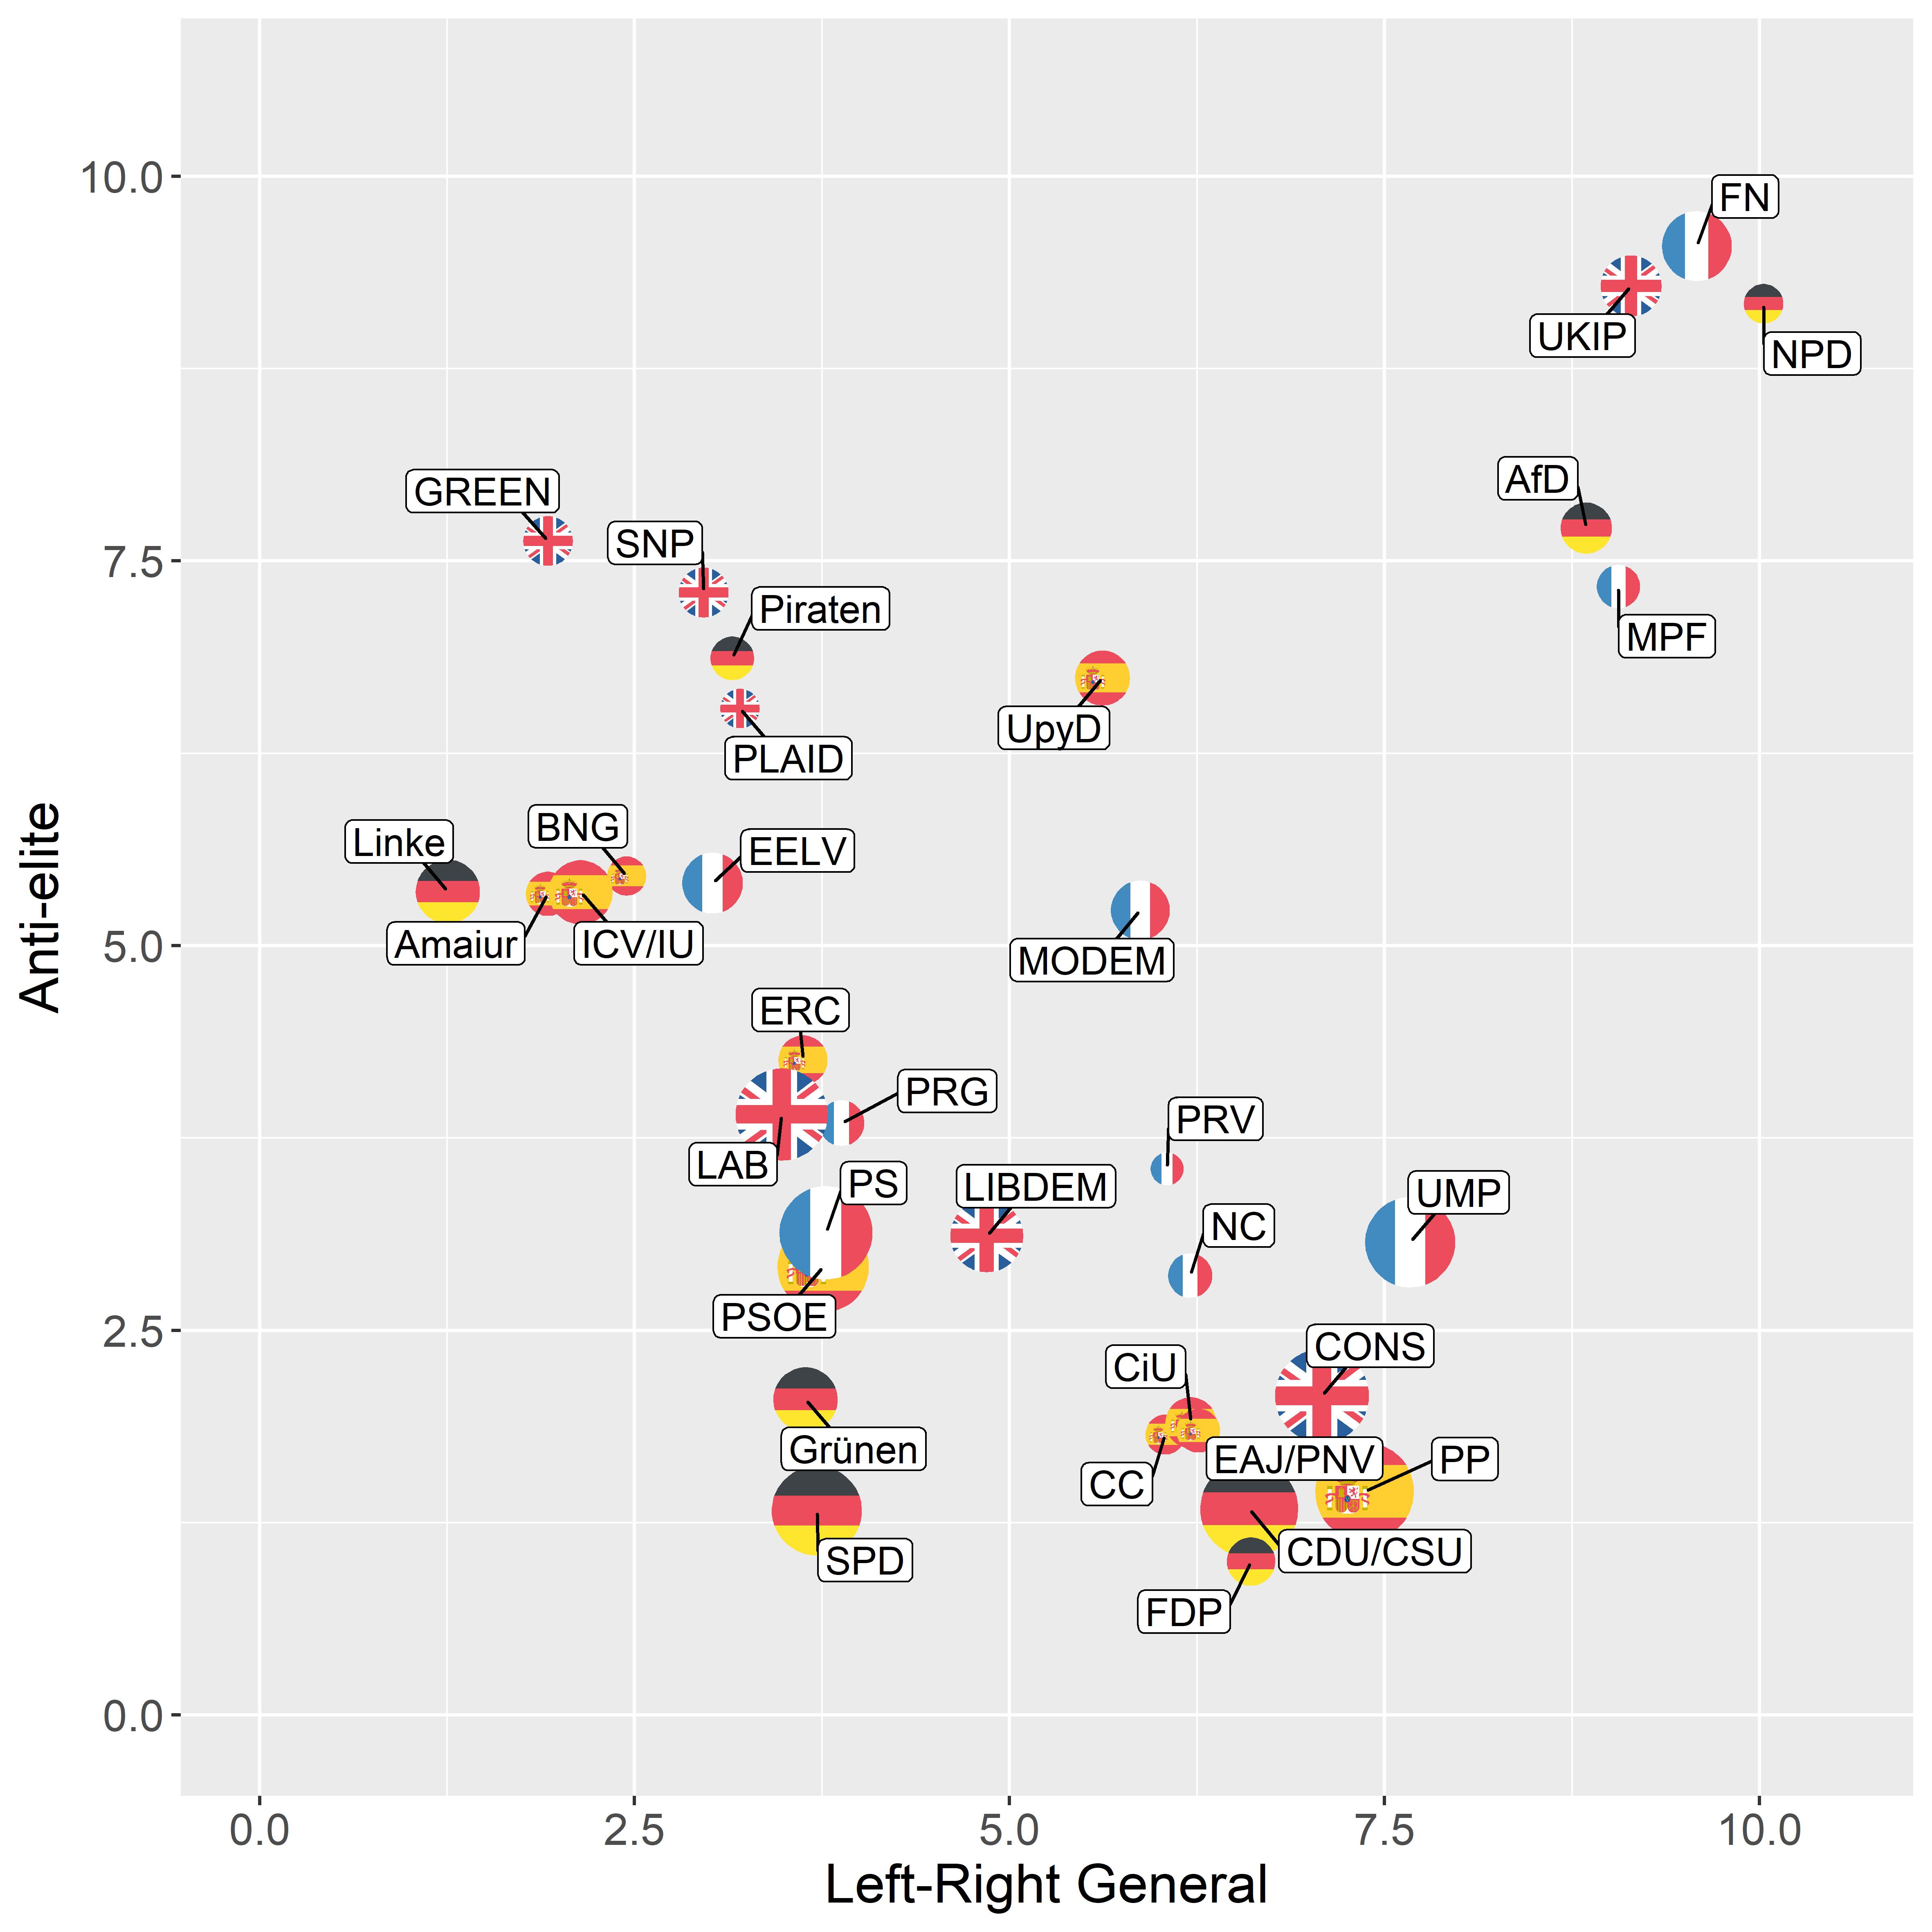 10.0
FN
UKIP
NPD
AfD
GREEN
SNP
7.5
Piraten
MPF
UpyD
PLAID
BNG
Linke
EELV
Anti-elite
Amaiur
ICV/IU
5.0
MODEM
ERC
PRG
PRV
LAB
PS
LIBDEM
UMP
NC
PSOE
2.5
CONS
CiU
Grünen
EAJ/PNV
PP
CC
SPD
CDU/CSU
FDP
0.0
0.0 2.5 5.0 7.5 10.0
Left-Right General